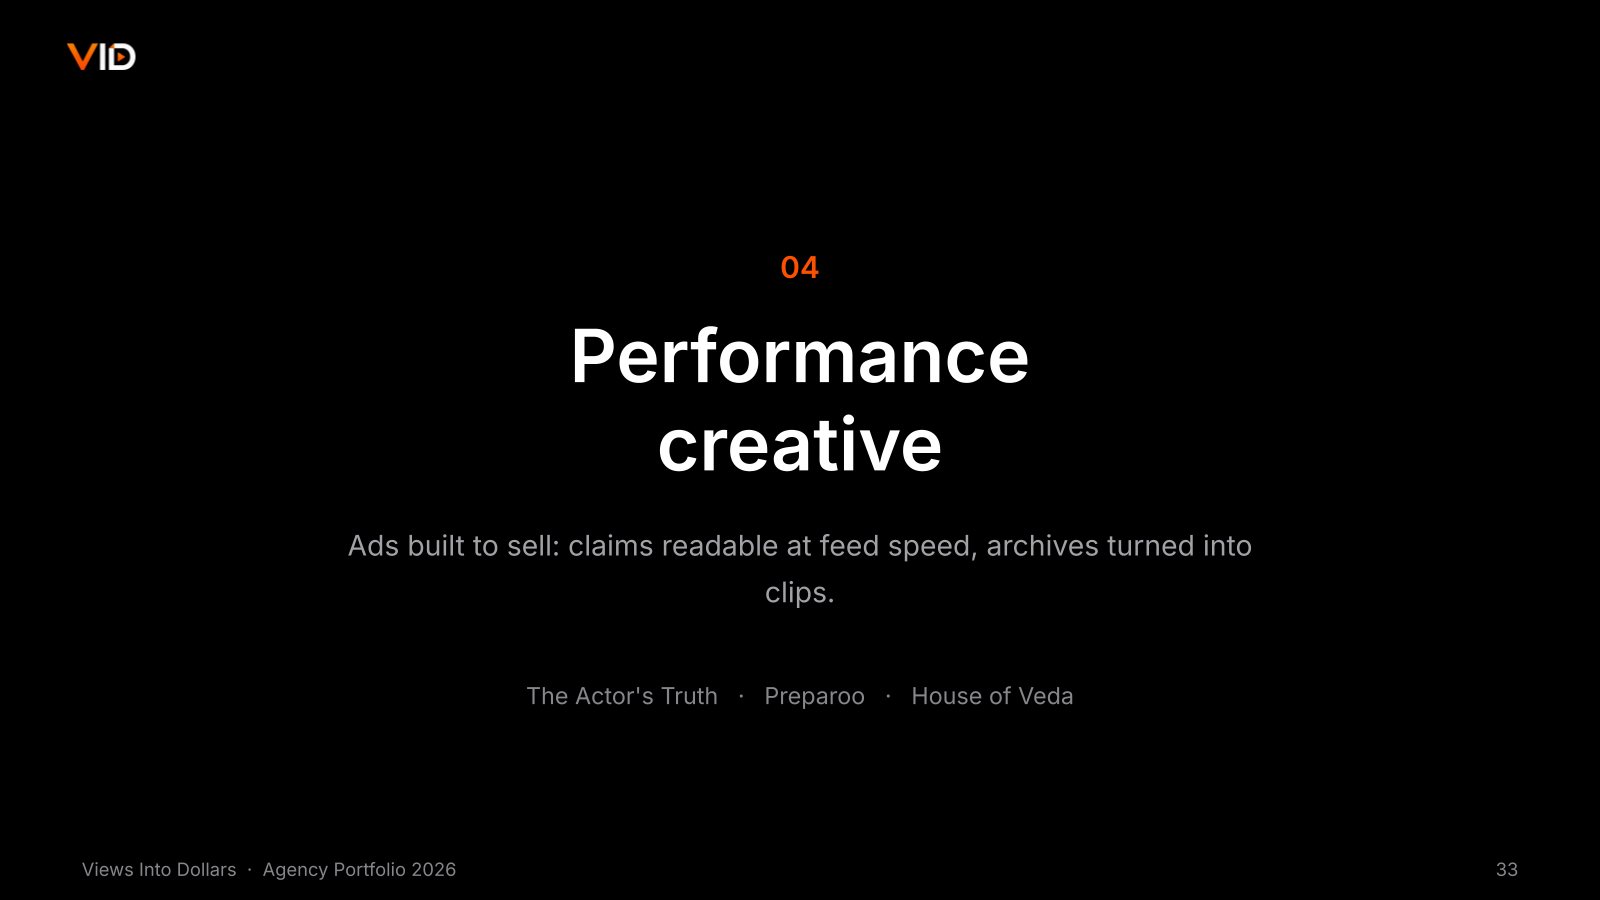 VID
04
Performance
creative
Ads built to sell: claims readable at feed speed, archives turned into
clips.
The Actor's Truth · Preparoo · House of Veda
Views Into Dollars · Agency Portfolio 2026
33